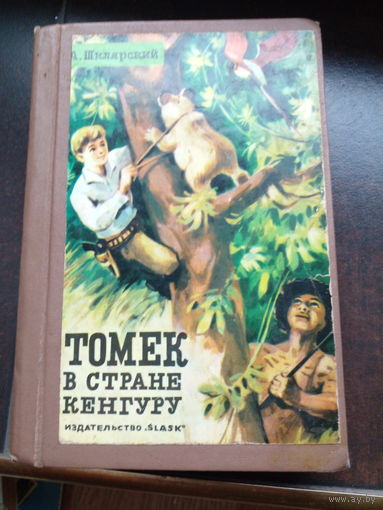 А. Шклярский
ТОМЕК
В СТРАНЕ
КЕНГУРУ
ИЗДАТЕЛЬСТВО „ŚLĄSK"
www.ay.by